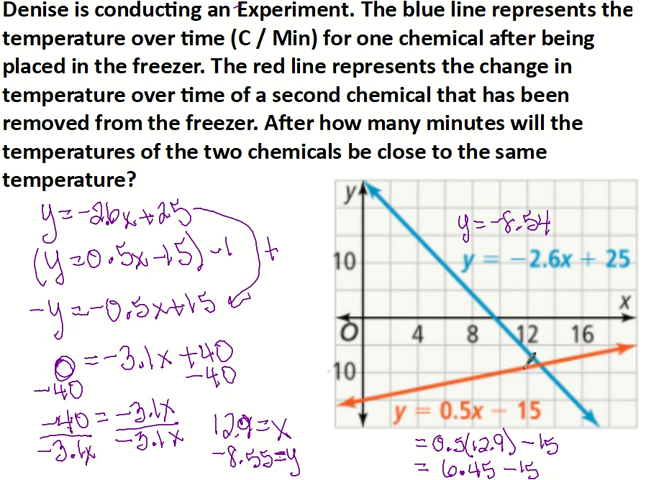 Denise is conducting an Experiment. The blue line represents the
temperature over time (C / Min) for one chemical after being
placed in the freezer. The red line represents the change in
temperature over time of a second chemical that has been
removed from the freezer. After how many minutes will the
temperatures of the two chemicals be close to the same
temperature?
y=-2.6x+25
(y=0.5x-15)-1
+
-y=-0.5x+15
0=-3.1x+40
-40 -40
-40 = -3.1x
-3.1x -3.1x
12.9=x
-8.55=y
y
y=-8.54
10
y = −2.6x + 25
x
O 4 8 12 16
-10
y = 0.5x − 15
=0.5(12.9)-15
= 6.45-15